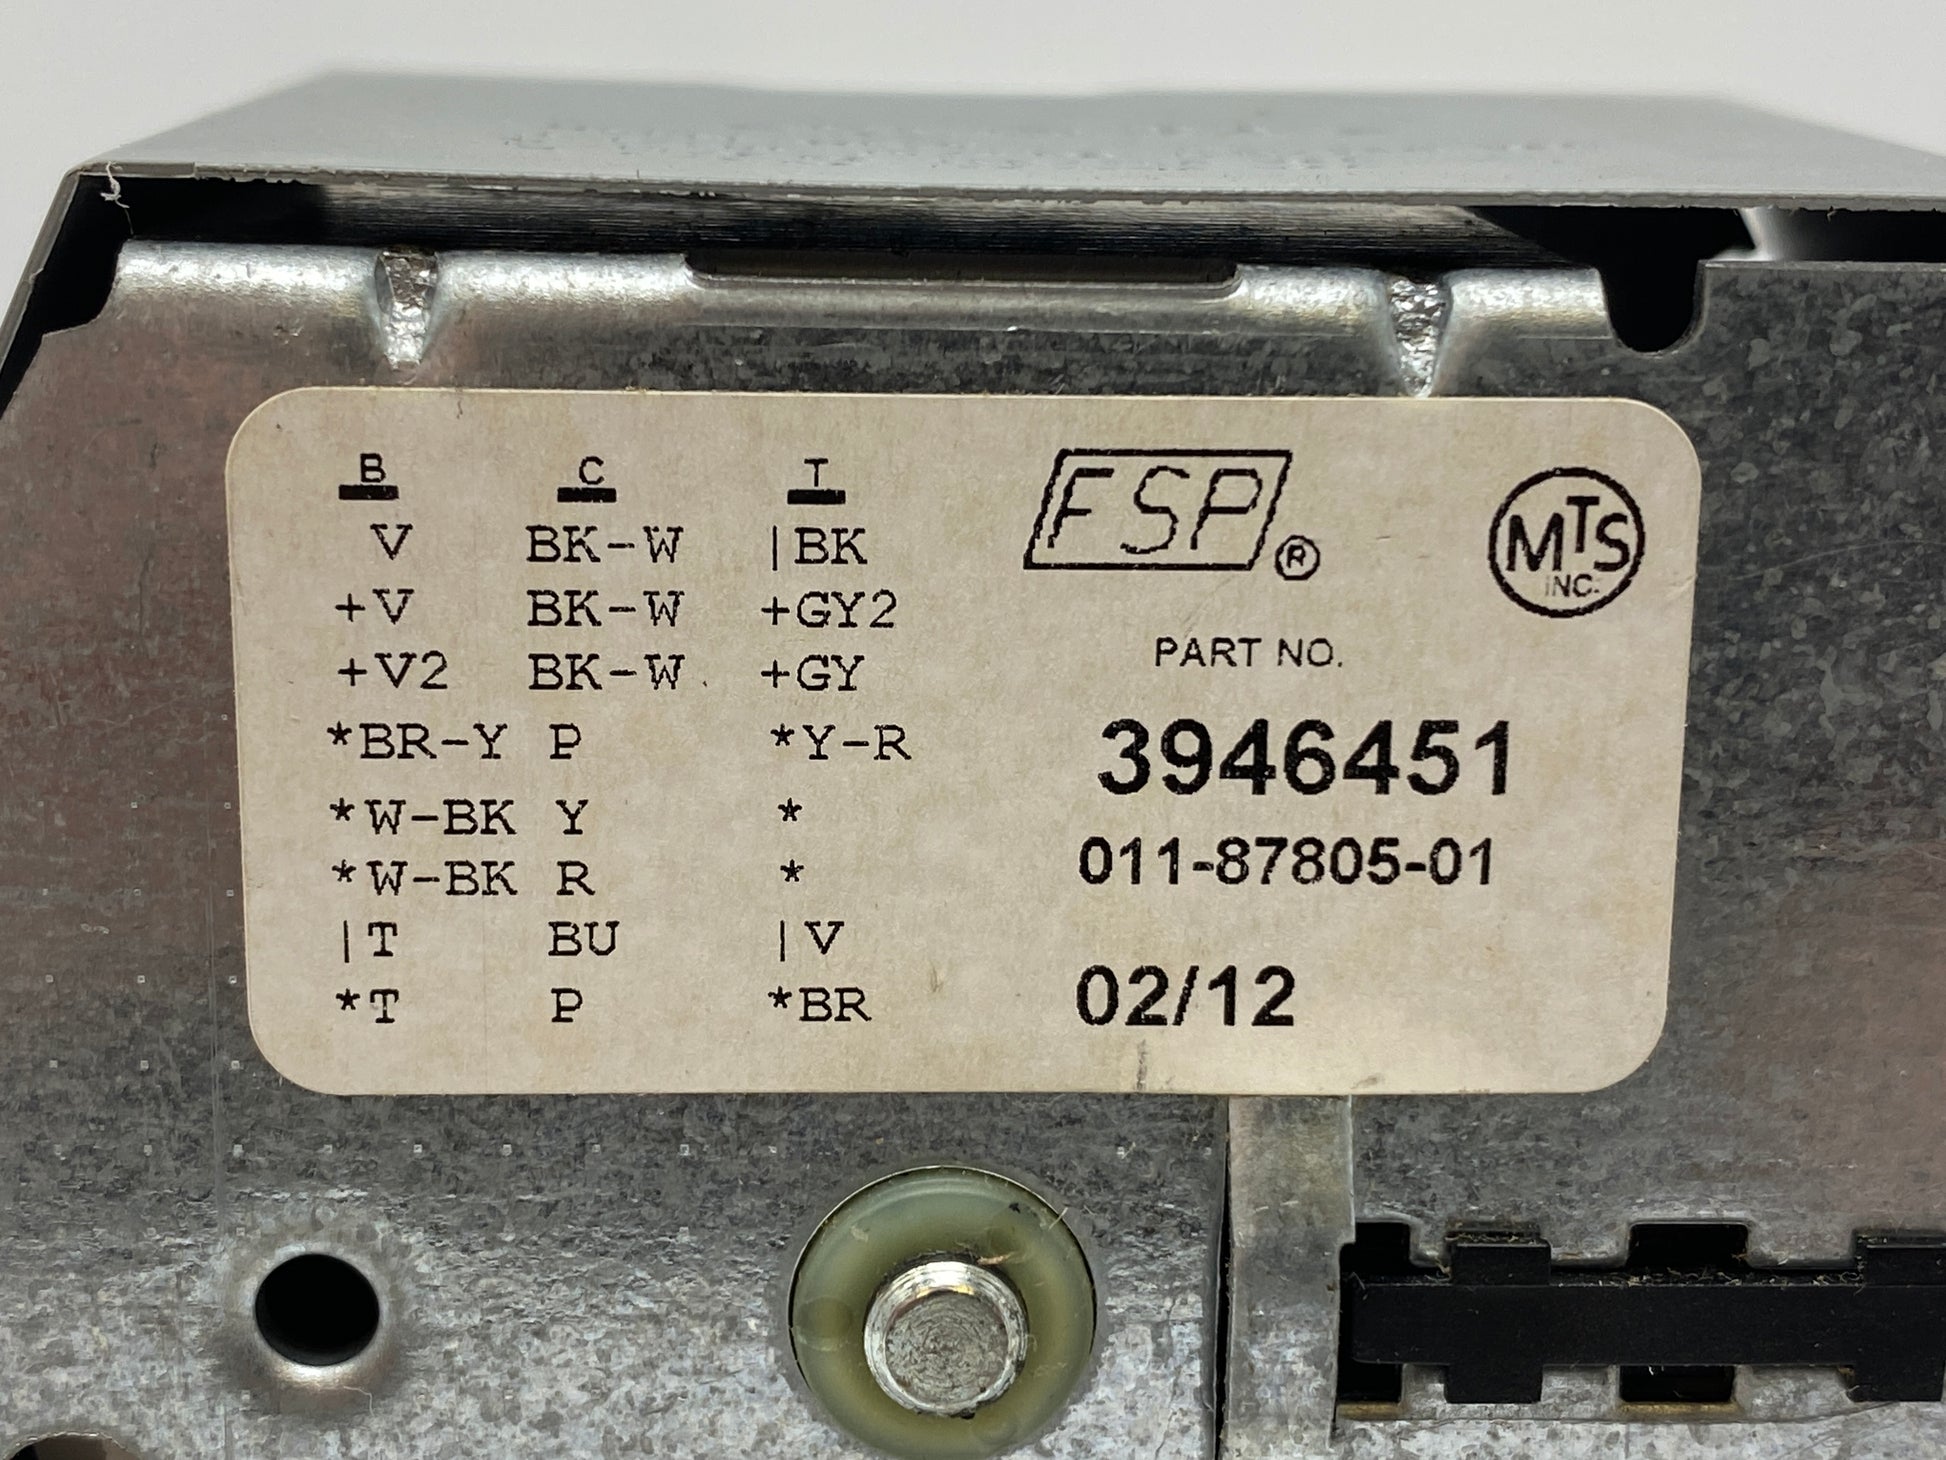 B C T
V BK-W |BK
+V BK-W +GY2
+V2 BK-W +GY
*BR-Y P *Y-R
*W-BK Y *
*W-BK R *
|T BU |V
*T P *BR
FSP®
MTS
INC.
PART NO.
3946451
011-87805-01
02/12